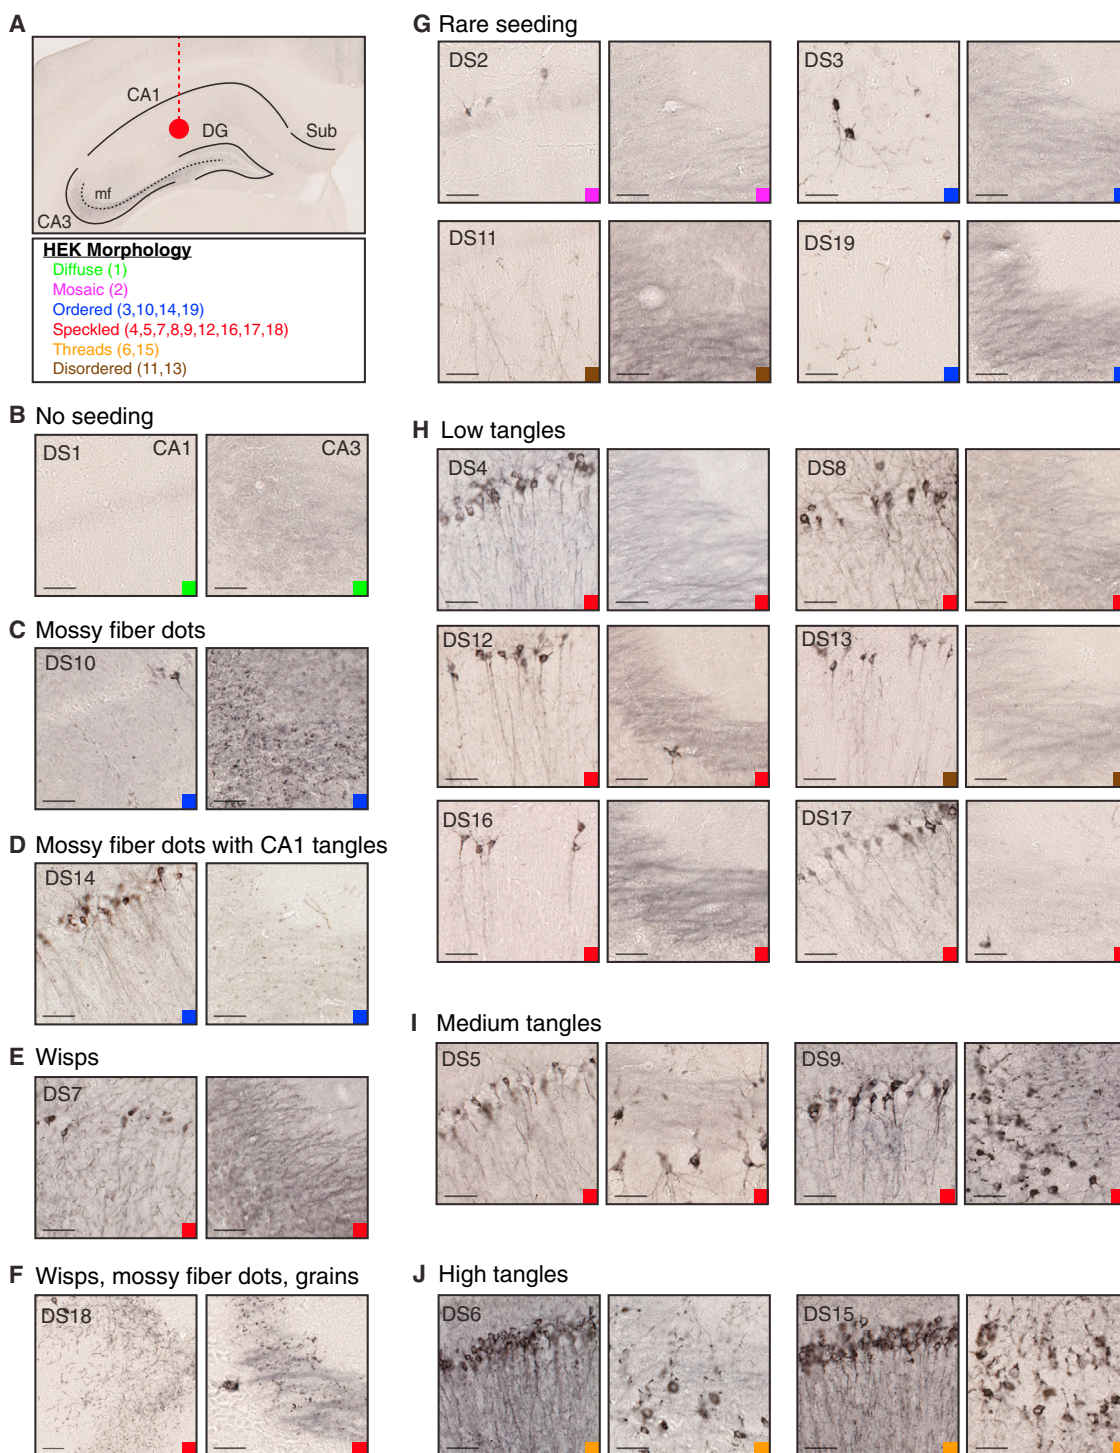 A
CA1
DG
Sub
mf
CA3
HEK Morphology
Diffuse (1)
Mosaic (2)
Ordered (3,10,14,19)
Speckled (4,5,7,8,9,12,16,17,18)
Threads (6,15)
Disordered (11,13)
B No seeding
DS1 CA1 CA3
C Mossy fiber dots
DS10
D Mossy fiber dots with CA1 tangles
DS14
E Wisps
DS7
F Wisps, mossy fiber dots, grains
DS18
G Rare seeding
DS2 DS3
DS11 DS19
H Low tangles
DS4 DS8
DS12 DS13
DS16 DS17
I Medium tangles
DS5 DS9
J High tangles
DS6 DS15